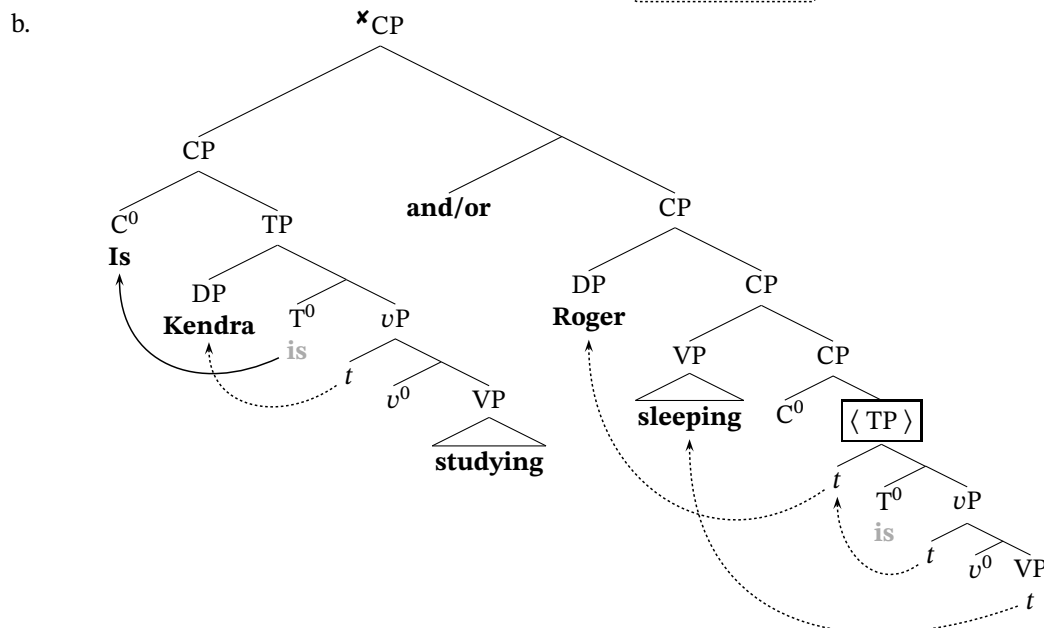 b.
✘CP
CP
C⁰
TP
and/or
CP
Is
DP
DP
CP
Kendra
T⁰
vP
Roger
is
t
v⁰
VP
VP
CP
studying
sleeping
C⁰
⟨ TP ⟩
t
T⁰
vP
is
t
v⁰
VP
t